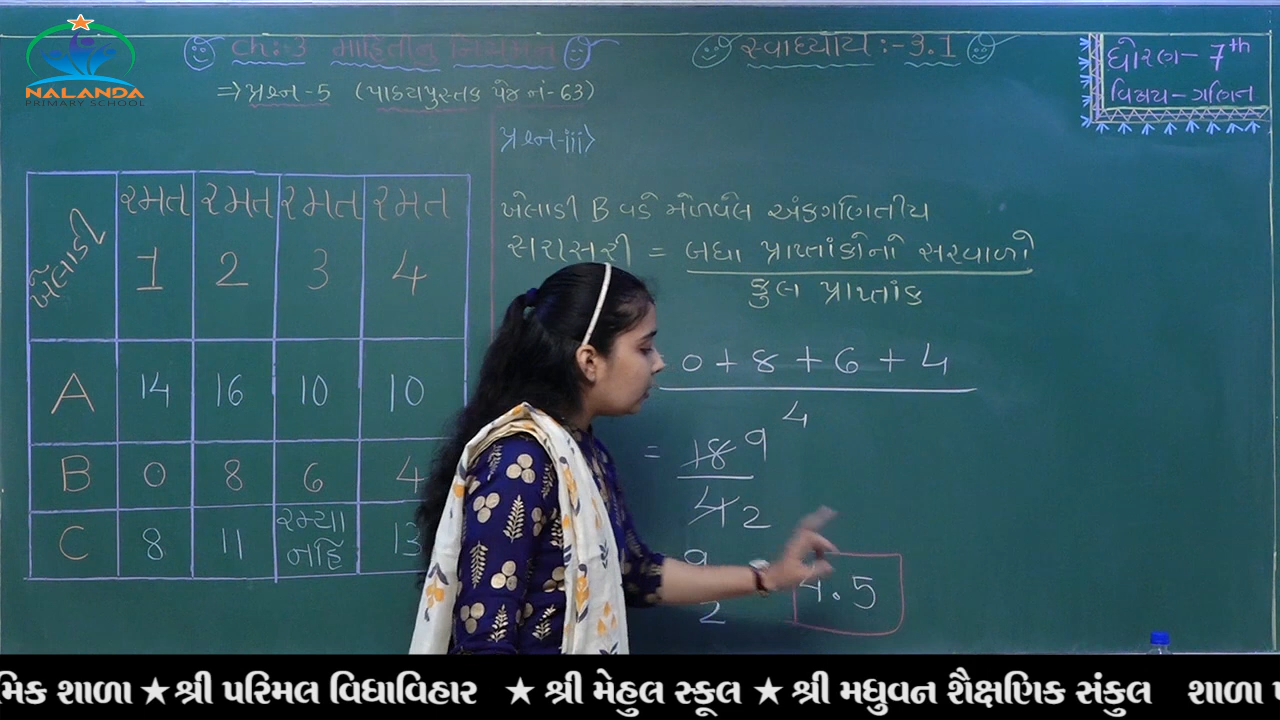 NALANDA
PRIMARY SCHOOL
Ch:-3 માહિતીનું નિયમન
સ્વાધ્યાય :- 3.1
ધોરણ- 7th
વિષય - ગણિત
⇒ પ્રશ્ન-5 (પાઠયપુસ્તક પેજ નં-63)
પ્રશ્ન-iii>
ખેલાડી રમત 1 રમત 2 રમત 3 રમત 4
A 14 16 10 10
B 0 8 6 4
C 8 11 રમ્યા નહિ 13
ખેલાડી B વડે મેળવેલ અંકગણિતીય
સરાસરી = બધા પ્રાપ્તાંકોનો સરવાળો
કુલ પ્રાપ્તાંક
0 + 8 + 6 + 4
4
= 18 9
4 2
9
2
4.5
મિક શાળા ★ શ્રી પરિમલ વિદ્યાવિહાર ★ શ્રી મેહુલ સ્કૂલ ★ શ્રી મધુવન શૈક્ષણિક સંકુલ શાળા